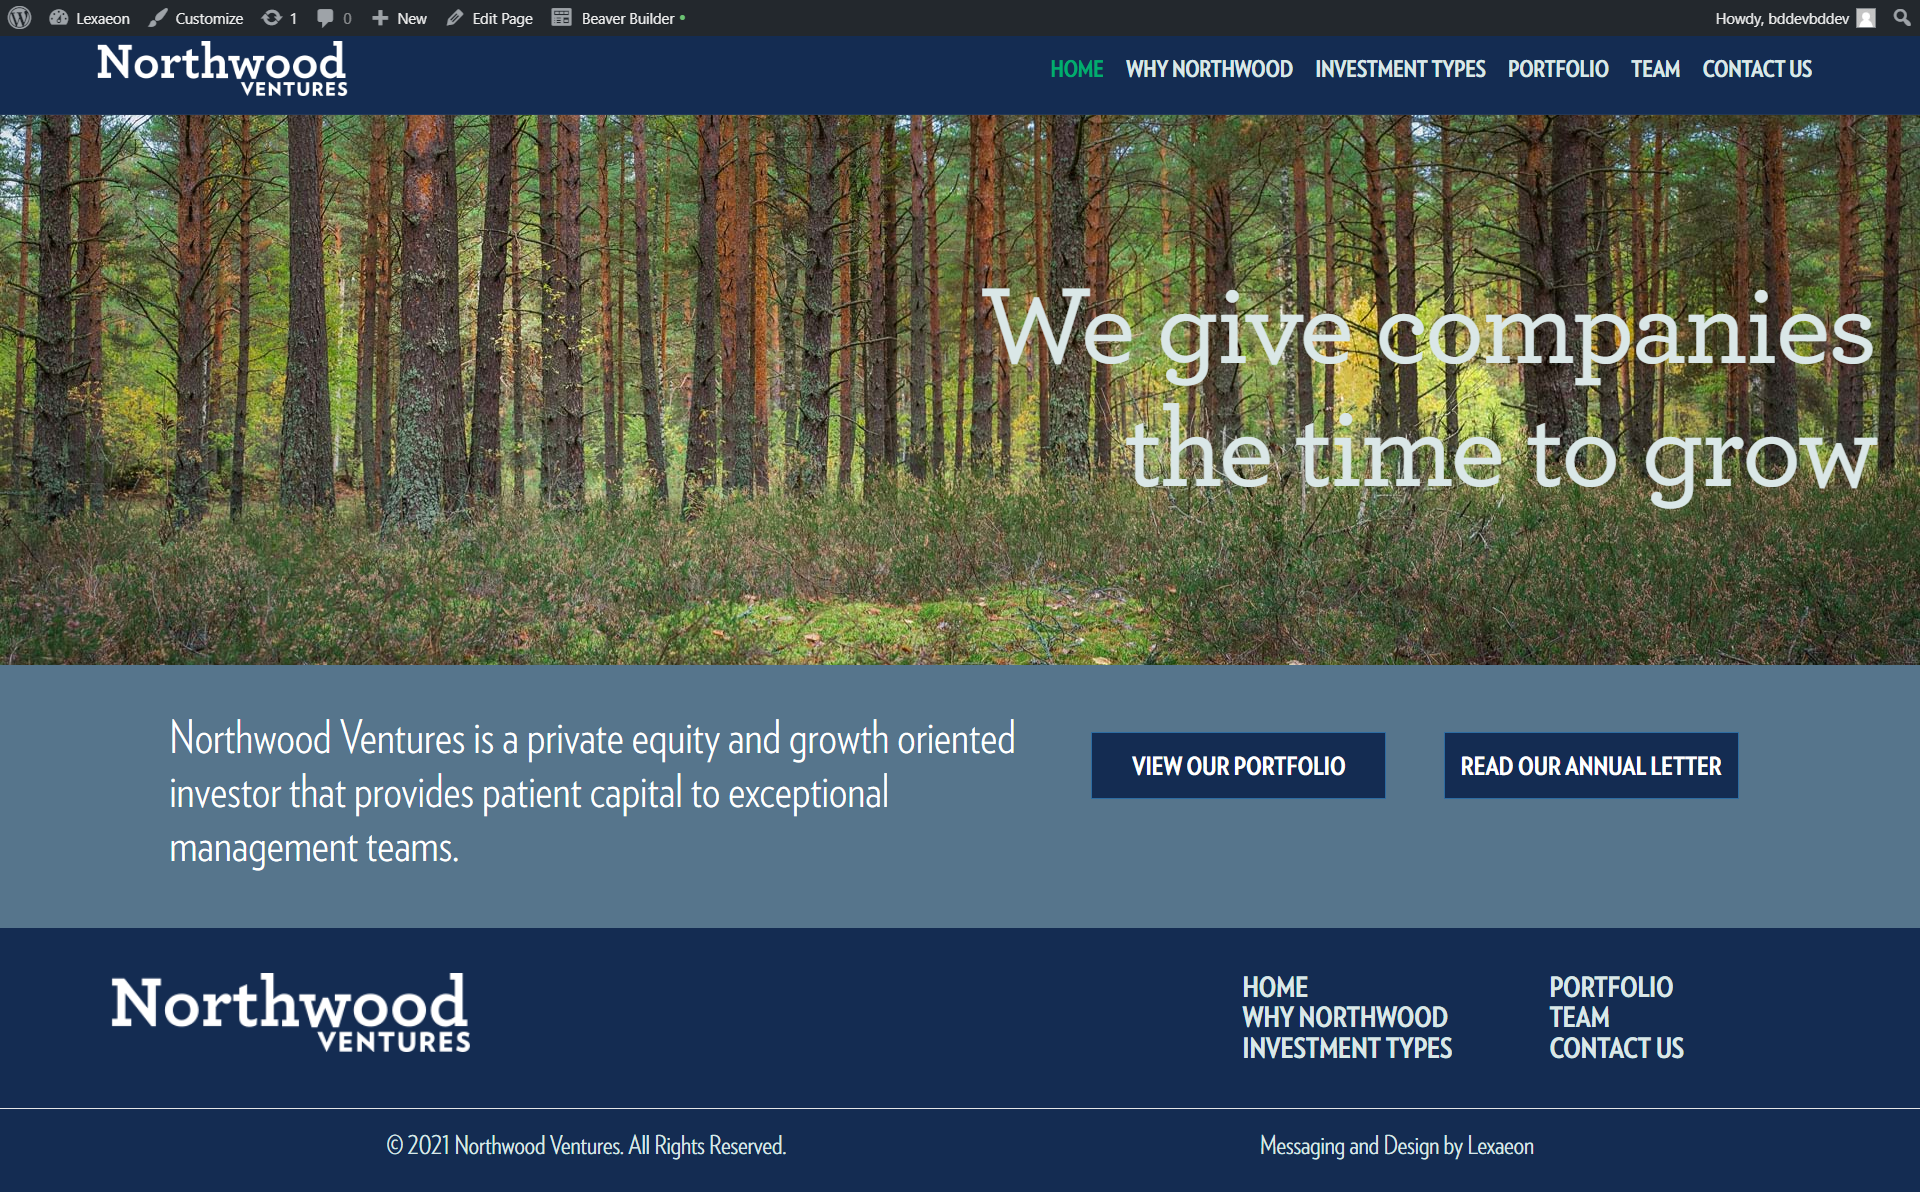 Lexaeon Customize 1 0 New Edit Page Beaver Builder Howdy, bddevbddev
Northwood
VENTURES
HOME WHY NORTHWOOD INVESTMENT TYPES PORTFOLIO TEAM CONTACT US
We give companies
the time to grow
Northwood Ventures is a private equity and growth oriented
investor that provides patient capital to exceptional
management teams.
VIEW OUR PORTFOLIO READ OUR ANNUAL LETTER
Northwood
VENTURES
HOME
WHY NORTHWOOD
INVESTMENT TYPES
PORTFOLIO
TEAM
CONTACT US
© 2021 Northwood Ventures. All Rights Reserved. Messaging and Design by Lexaeon